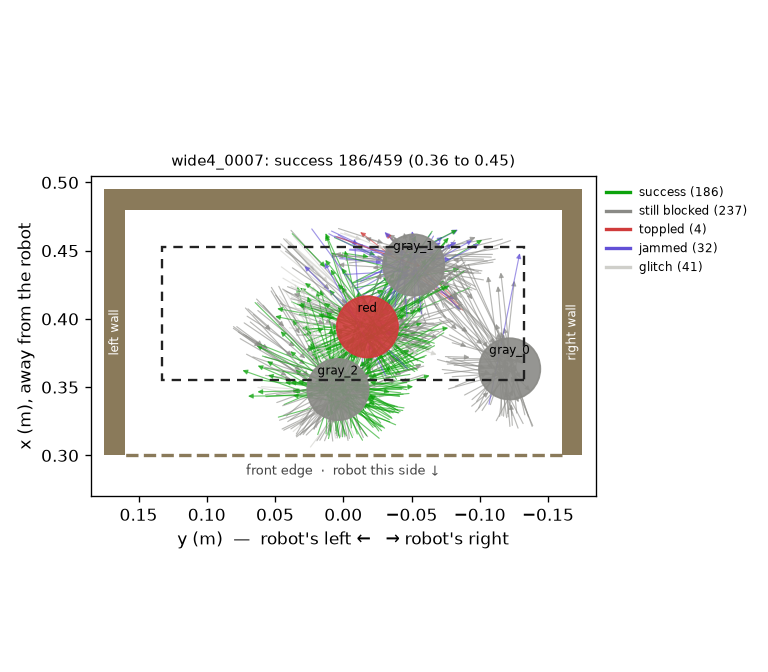 wide4_0007: success 186/459 (0.36 to 0.45)
success (186)
still blocked (237)
toppled (4)
jammed (32)
glitch (41)
0.50
0.45
0.40
0.35
0.30
x (m), away from the robot
left wall
right wall
gray_1
red
gray_0
gray_2
front edge · robot this side ↓
0.15
0.10
0.05
0.00
−0.05
−0.10
−0.15
y (m) — robot's left ← → robot's right